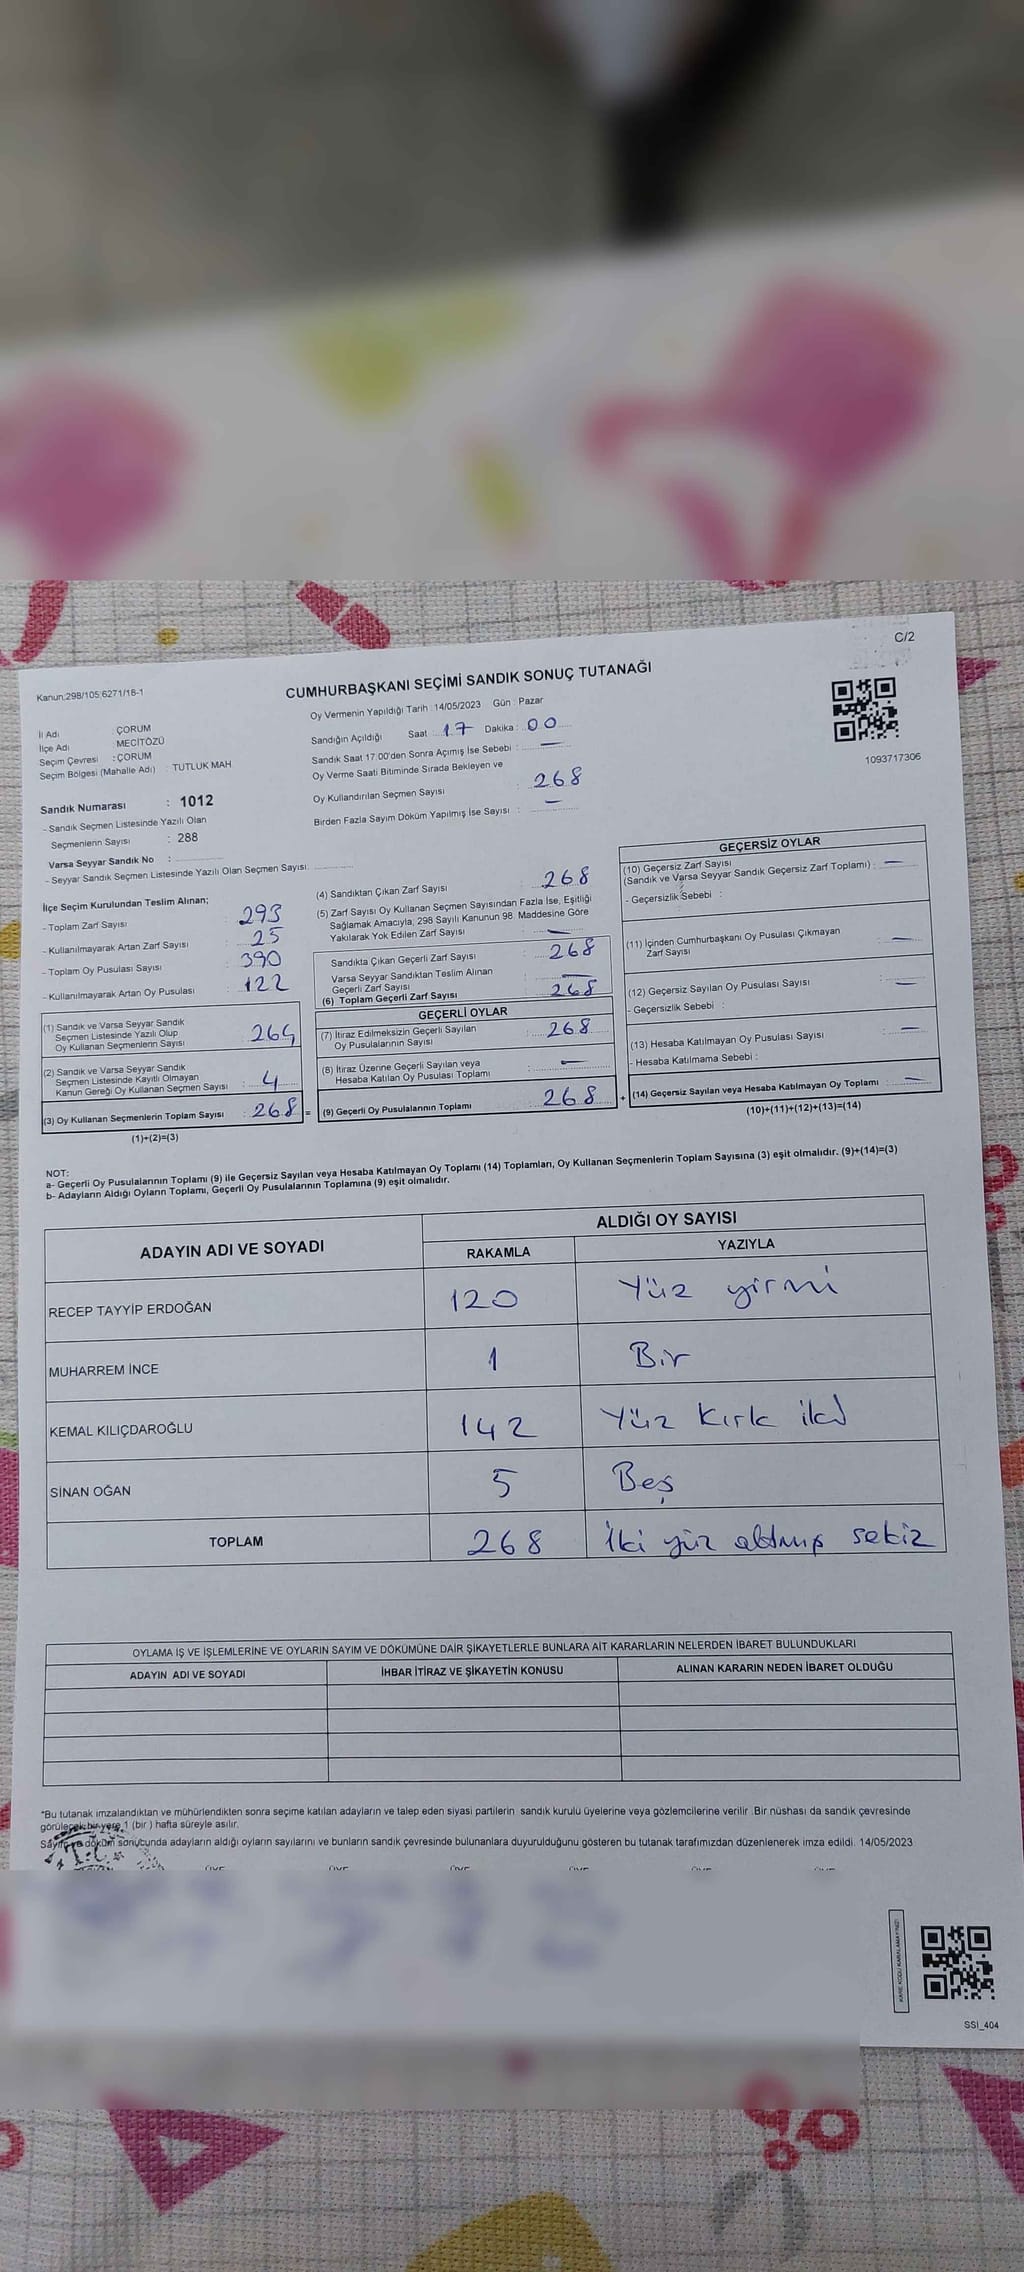 C/2
Kanun;298/105;6271/18-1
CUMHURBAŞKANI SEÇİMİ SANDIK SONUÇ TUTANAĞI
Oy Vermenin Yapıldığı Tarih : 14/05/2023 Gün : Pazar
İl Adı ÇORUM
İlçe Adı MECİTÖZÜ
Seçim Çevresi : ÇORUM
Seçim Bölgesi (Mahalle Adı) : TUTLUK MAH.
Sandığın Açıldığı Saat 17 Dakika : 00
Sandık Saat 17:00'den Sonra Açımış İse Sebebi : —
Oy Verme Saati Bitiminde Sırada Bekleyen ve
Oy Kullandırılan Seçmen Sayısı : 268
Birden Fazla Sayım Döküm Yapılmış İse Sayısı : —
1093717306
Sandık Numarası : 1012
- Sandık Seçmen Listesinde Yazılı Olan
Seçmenlerin Sayısı : 288
Varsa Seyyar Sandık No :
- Seyyar Sandık Seçmen Listesinde Yazılı Olan Seçmen Sayısı:
İlçe Seçim Kurulundan Teslim Alınan;
- Toplam Zarf Sayısı : 293
- Kullanılmayarak Artan Zarf Sayısı : 25
- Toplam Oy Pusulası Sayısı : 390
- Kullanılmayarak Artan Oy Pusulası : 122
(1) Sandık ve Varsa Seyyar Sandık
Seçmen Listesinde Yazılı Olup
Oy Kullanan Seçmenlerin Sayısı : 264
(2) Sandık ve Varsa Seyyar Sandık
Seçmen Listesinde Kayıtlı Olmayan
Kanun Gereği Oy Kullanan Seçmen Sayısı : 4
(3) Oy Kullanan Seçmenlerin Toplam Sayısı : 268 =
(1)+(2)=(3)
(4) Sandıktan Çıkan Zarf Sayısı : 268
(5) Zarf Sayısı Oy Kullanan Seçmen Sayısından Fazla İse, Eşitliği
Sağlamak Amacıyla, 298 Sayılı Kanunun 98. Maddesine Göre
Yakılarak Yok Edilen Zarf Sayısı : —
Sandıkta Çıkan Geçerli Zarf Sayısı : 268
Varsa Seyyar Sandıktan Teslim Alınan
Geçerli Zarf Sayısı : —
(6) Toplam Geçerli Zarf Sayısı : 268
GEÇERLİ OYLAR
(7) İtiraz Edilmeksizin Geçerli Sayılan
Oy Pusulalarının Sayısı : 268
(8) İtiraz Üzerine Geçerli Sayılan veya
Hesaba Katılan Oy Pusulası Toplamı : —
(9) Geçerli Oy Pusulalarının Toplamı : 268 +
GEÇERSİZ OYLAR
(10) Geçersiz Zarf Sayısı
(Sandık ve Varsa Seyyar Sandık Geçersiz Zarf Toplamı) : —
- Geçersizlik Sebebi :
(11) İçinden Cumhurbaşkanı Oy Pusulası Çıkmayan
Zarf Sayısı : —
(12) Geçersiz Sayılan Oy Pusulası Sayısı : —
- Geçersizlik Sebebi :
(13) Hesaba Katılmayan Oy Pusulası Sayısı : —
- Hesaba Katılmama Sebebi :
(14) Geçersiz Sayılan veya Hesaba Katılmayan Oy Toplamı : —
(10)+(11)+(12)+(13)=(14)
NOT:
a- Geçerli Oy Pusulalarının Toplamı (9) ile Geçersiz Sayılan veya Hesaba Katılmayan Oy Toplamı (14) Toplamları, Oy Kullanan Seçmenlerin Toplam Sayısına (3) eşit olmalıdır. (9)+(14)=(3)
b- Adayların Aldığı Oyların Toplamı, Geçerli Oy Pusulalarının Toplamına (9) eşit olmalıdır.
ADAYIN ADI VE SOYADI ALDIĞI OY SAYISI
RAKAMLA YAZIYLA
RECEP TAYYİP ERDOĞAN 120 Yüz yirmi
MUHARREM İNCE 1 Bir
KEMAL KILIÇDAROĞLU 142 Yüz Kırk iki
SİNAN OĞAN 5 Beş
TOPLAM 268 İki yüz altmış sekiz
OYLAMA İŞ VE İŞLEMLERİNE VE OYLARIN SAYIM VE DÖKÜMÜNE DAİR ŞİKAYETLERLE BUNLARA AİT KARARLARIN NELERDEN İBARET BULUNDUKLARI
ADAYIN ADI VE SOYADI İHBAR İTİRAZ VE ŞİKAYETİN KONUSU ALINAN KARARIN NEDEN İBARET OLDUĞU
*Bu tutanak imzalandıktan ve mühürlendikten sonra seçime katılan adayların ve talep eden siyasi partilerin sandık kurulu üyelerine veya gözlemcilerine verilir. Bir nüshası da sandık çevresinde
görülecek bir yere 1 (bir) hafta süreyle asılır.
Sayım ve döküm sonucunda adayların aldığı oyların sayılarını ve bunların sandık çevresinde bulunanlara duyurulduğunu gösteren bu tutanak tarafımızdan düzenlenerek imza edildi. 14/05/2023
T.C.
KARE KODU KARALAMAYINIZ!
SSI_404